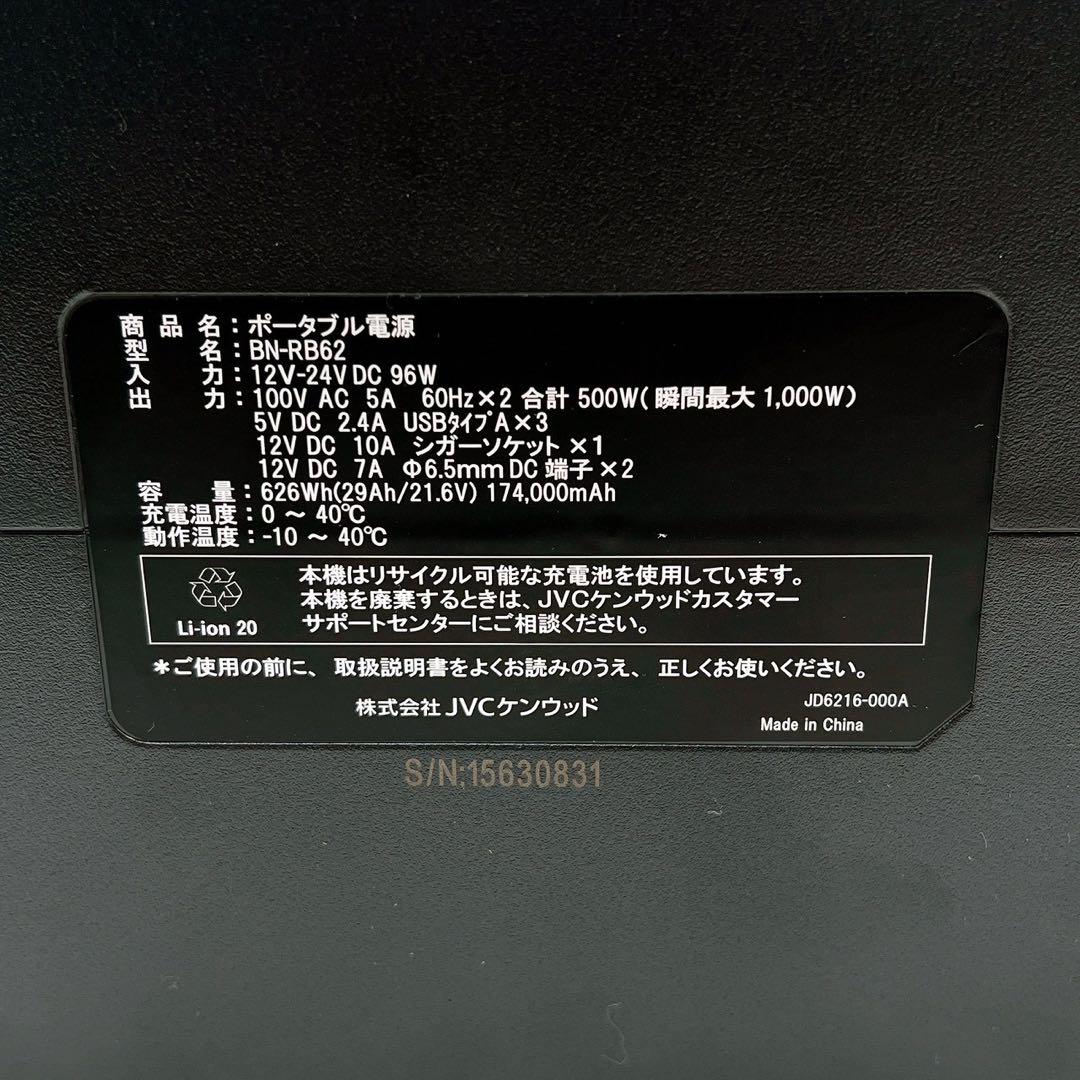 商品名：ポータブル電源
型名：BN-RB62
入力：12V-24V DC 96W
出力：100V AC 5A 60Hz×2 合計 500W(瞬間最大 1,000W)
5V DC 2.4A USBﾀｲﾌﾟA×3
12V DC 10A シガーソケット ×1
12V DC 7A Φ6.5mm DC 端子×2
容量：626Wh(29Ah/21.6V) 174,000mAh
充電温度：0 ～ 40℃
動作温度：-10 ～ 40℃
本機はリサイクル可能な充電池を使用しています。
本機を廃棄するときは、JVCケンウッドカスタマー
サポートセンターにご相談ください。
Li-ion 20
＊ご使用の前に、取扱説明書をよくお読みのうえ、正しくお使いください。
株式会社 JVCケンウッド
JD6216-000A
Made in China
S/N;15630831